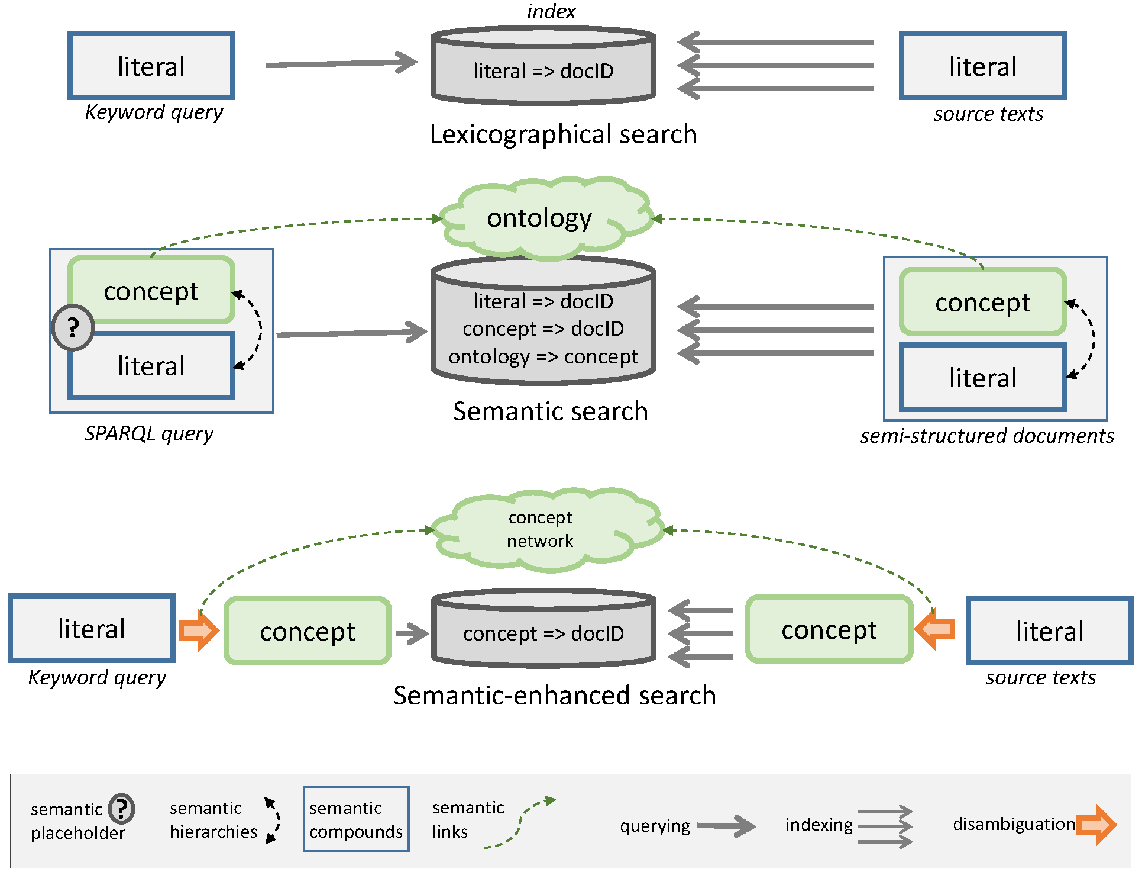 index
literal
literal => docID
literal
Keyword query
source texts
Lexicographical search
ontology
concept
concept
literal => docID
concept => docID
?
ontology => concept
literal
literal
Semantic search
SPARQL query
semi-structured documents
concept
network
literal
concept
concept => docID
concept
literal
Keyword query
source texts
Semantic-enhanced search
semantic
placeholder
?
semantic
hierarchies
semantic
compounds
semantic
links
querying
indexing
disambiguation